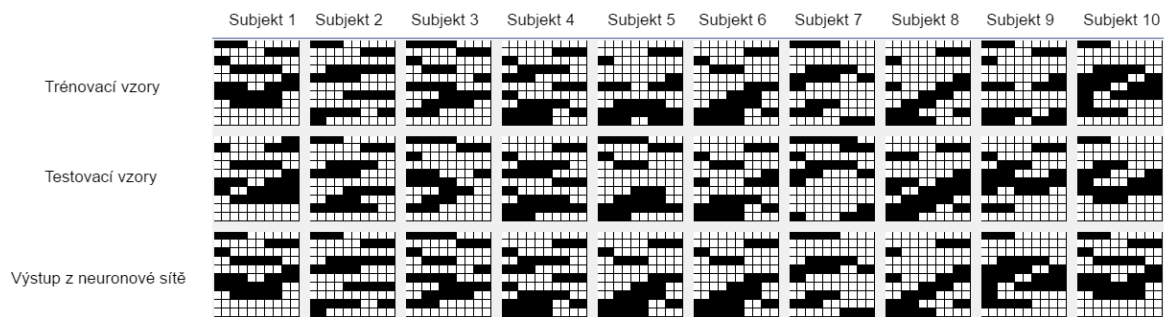 Subjekt 1 Subjekt 2 Subjekt 3 Subjekt 4 Subjekt 5 Subjekt 6 Subjekt 7 Subjekt 8 Subjekt 9 Subjekt 10
Trénovací vzory
Testovací vzory
Výstup z neuronové sítě